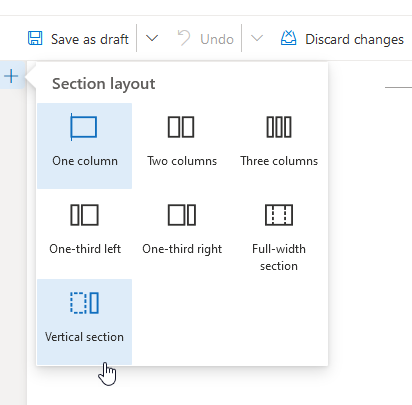 Save as draft Undo Discard changes
Section layout
One column Two columns Three columns
One-third left One-third right Full-width
section
Vertical section